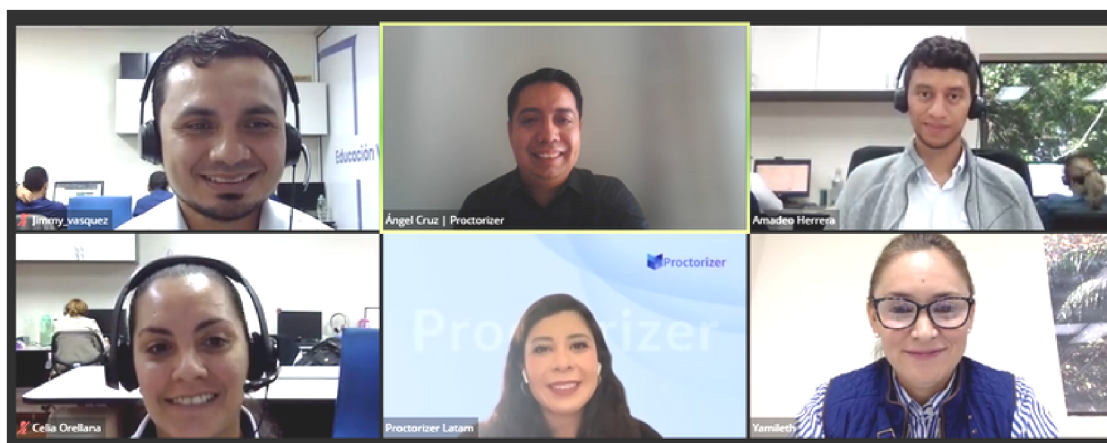 Educación V
Jimmy_vasquez
Ángel Cruz | Proctorizer
Amadeo Herrera
Proctorizer
Proctorizer
Celia Orellana
Proctorizer Latam
Yamileth